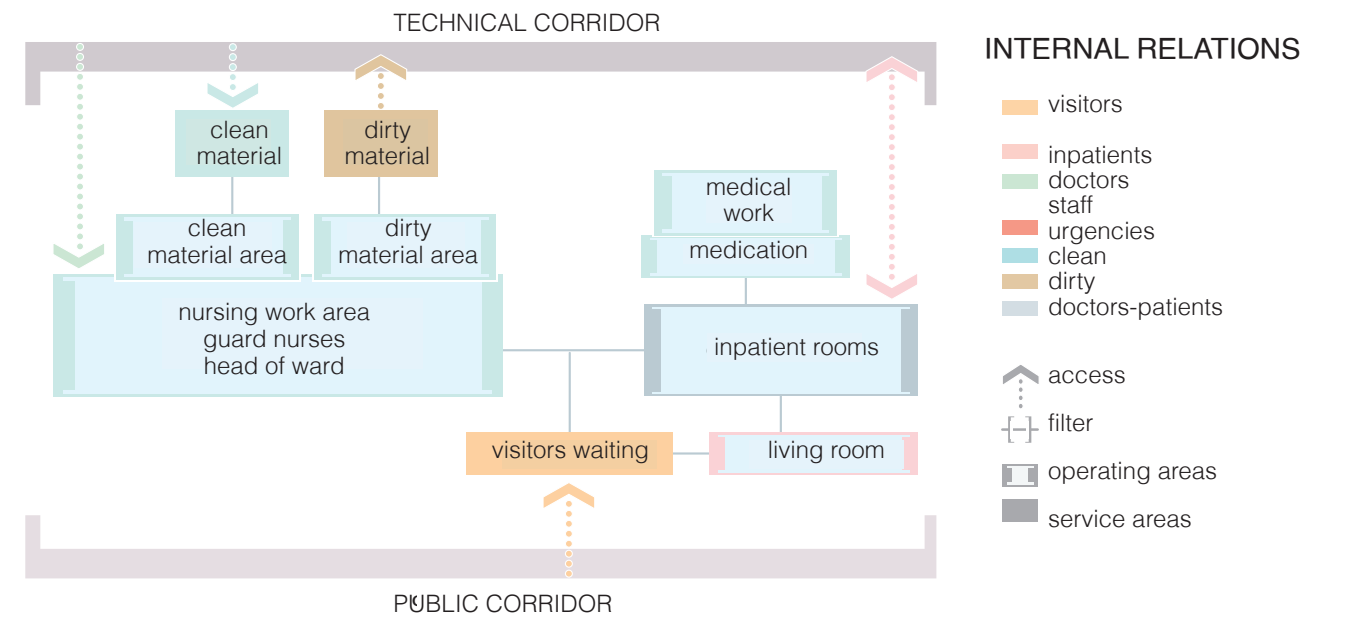 TECHNICAL CORRIDOR
clean
material
dirty
material
clean
material area
dirty
material area
medical
work
medication
nursing work area
guard nurses
head of ward
inpatient rooms
visitors waiting
living room
PUBLIC CORRIDOR
INTERNAL RELATIONS
visitors
inpatients
doctors
staff
urgencies
clean
dirty
doctors-patients
access
filter
operating areas
service areas